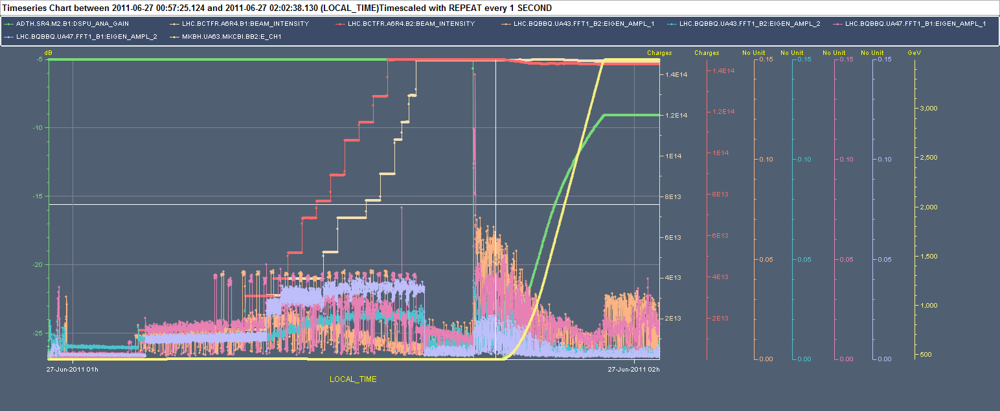 Timeseries Chart between 2011-06-27 00:57:25.124 and 2011-06-27 02:02:38.130 (LOCAL_TIME)Timescaled with REPEAT every 1 SECOND
ADTH.SR4.M2.B1:DSPU_ANA_GAIN LHC.BCTFR.A6R4.B1:BEAM_INTENSITY LHC.BCTFR.A6R4.B2:BEAM_INTENSITY LHC.BQBBQ.UA43.FFT1_B2:EIGEN_AMPL_1 LHC.BQBBQ.UA43.FFT1_B2:EIGEN_AMPL_2 LHC.BQBBQ.UA47.FFT1_B1:EIGEN_AMPL_1
LHC.BQBBQ.UA47.FFT1_B1:EIGEN_AMPL_2 MKBH.UA63.MKCBI.BB2:E_CH1
dB Charges Charges No Unit No Unit No Unit No Unit GeV
-5 0.15 0.15 0.15 0.15
1.4E14 1.4E14
3,000
1.2E14 1.2E14
-10
1E14 1E14 0.10 0.10 0.10 0.10 2,500
-15 8E13 8E13
2,000
6E13 6E13
1,500
-20 0.05 0.05 0.05 0.05
4E13 4E13
1,000
2E13 2E13
-25
500
0.00 0.00 0.00 0.00
27-Jun-2011 01h 27-Jun-2011 02h
LOCAL_TIME